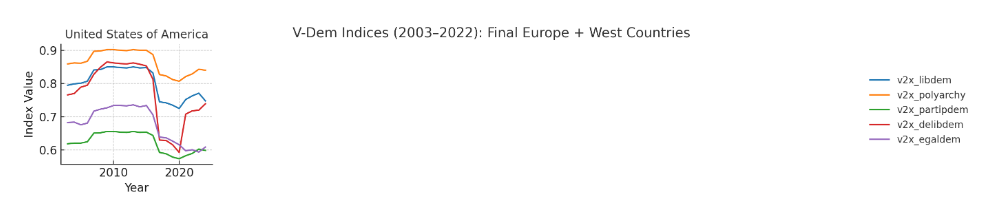 V-Dem Indices (2003–2022): Final Europe + West Countries
United States of America
0.9
0.8
0.7
0.6
Index Value
2010
2020
Year
v2x_libdem
v2x_polyarchy
v2x_partipdem
v2x_delibdem
v2x_egaldem